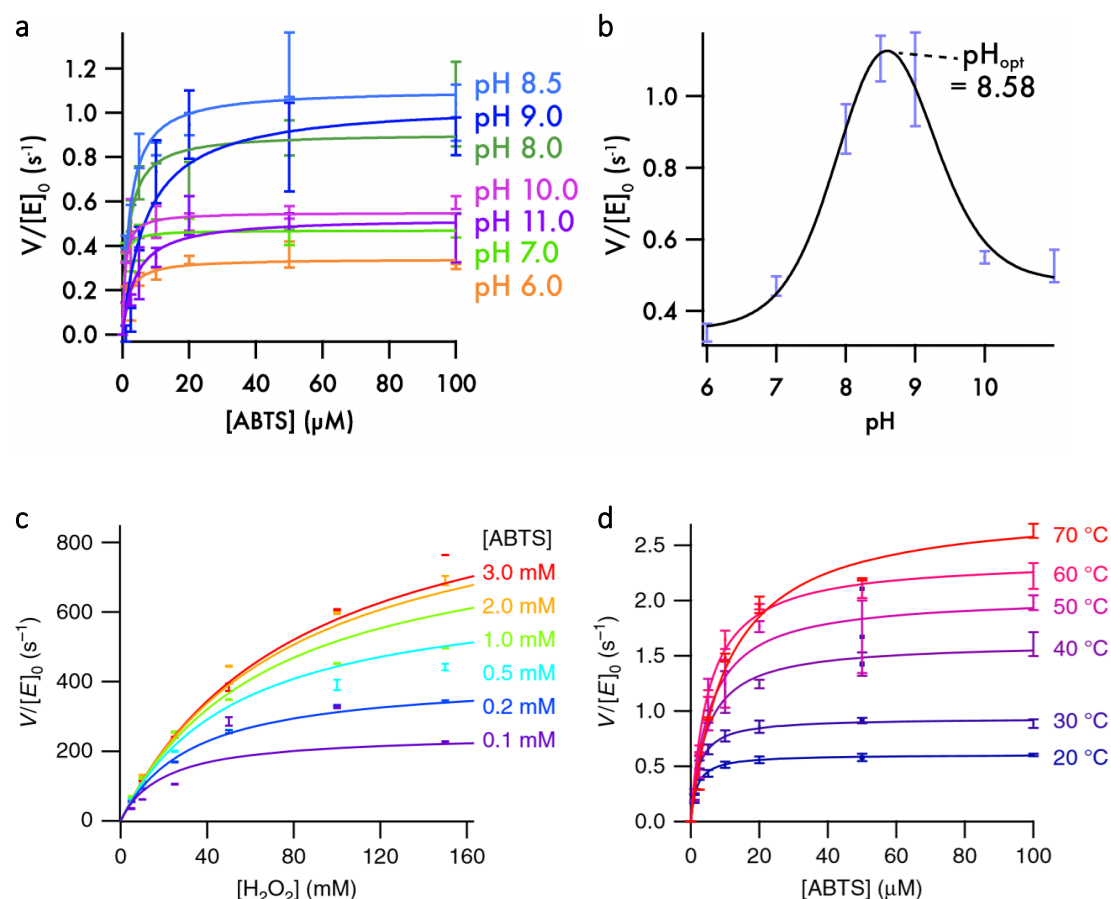 a
1.2
1.0
0.8
0.6
0.4
0.2
0.0
V/[E]₀ (s⁻¹)
0 20 40 60 80 100
[ABTS] (µM)
pH 8.5
pH 9.0
pH 8.0
pH 10.0
pH 11.0
pH 7.0
pH 6.0
b
1.0
0.8
0.6
0.4
V/[E]₀ (s⁻¹)
6 7 8 9 10
pH
pHopt
= 8.58
c
800
600
400
200
0
V/[E]₀ (s⁻¹)
0 40 80 120 160
[H₂O₂] (mM)
[ABTS]
3.0 mM
2.0 mM
1.0 mM
0.5 mM
0.2 mM
0.1 mM
d
2.5
2.0
1.5
1.0
0.5
0.0
V/[E]₀ (s⁻¹)
0 20 40 60 80 100
[ABTS] (µM)
70 °C
60 °C
50 °C
40 °C
30 °C
20 °C